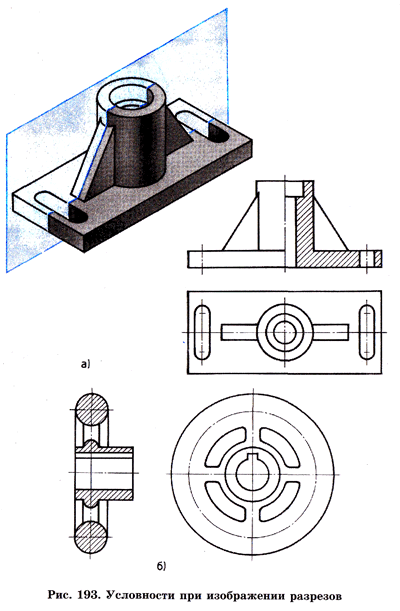 а)
б)
Рис. 193. Условности при изображении разрезов